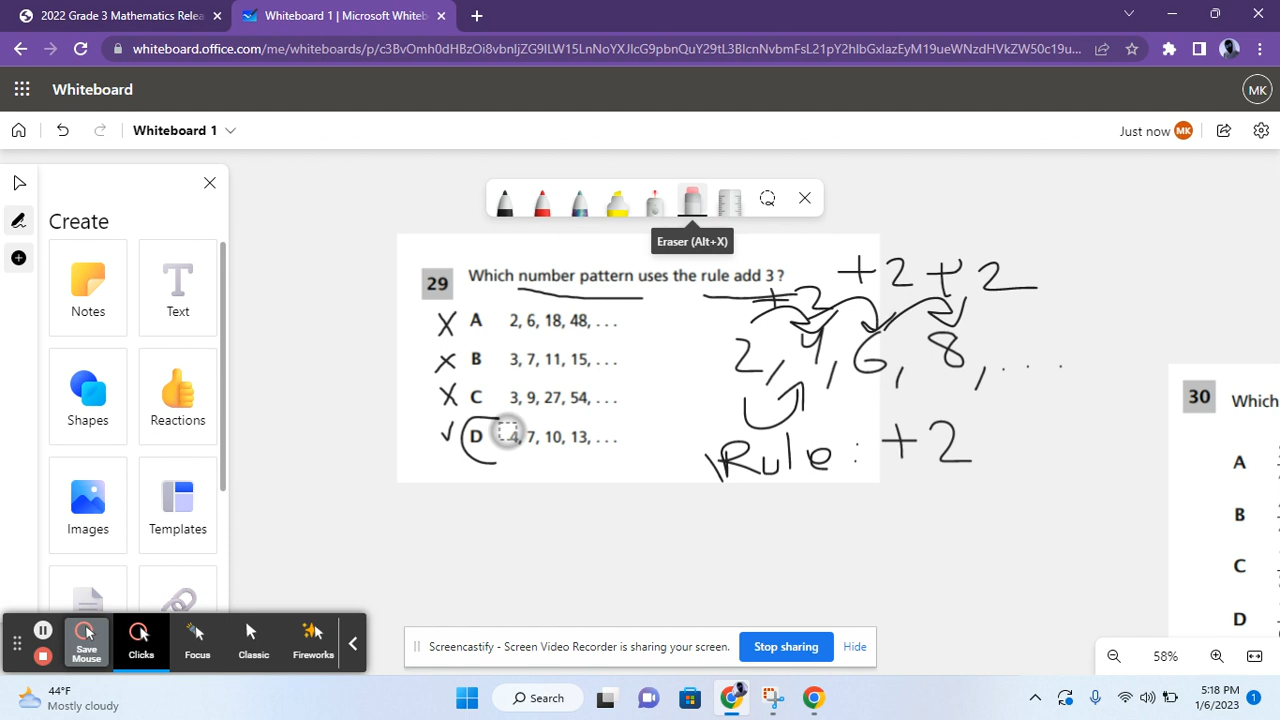 2022 Grade 3 Mathematics Relea
Whiteboard 1 | Microsoft Whiteb
whiteboard.office.com/me/whiteboards/p/c3BvOmh0dHBzOi8vbnljZG9lLW15LnNoYXJlcG9pbnQuY29tL3BlcnNvbmFsL21pY2hlbGxlazEyM19ueWNzdHVkZW50c19u...
Whiteboard
MK
Whiteboard 1
Just now MK
Create
Notes
Text
Shapes
Reactions
Images
Templates
Eraser (Alt+X)
29 Which number pattern uses the rule add 3?
X A 2, 6, 18, 48, . . .
X B 3, 7, 11, 15, . . .
X C 3, 9, 27, 54, . . .
✓ D 4, 7, 10, 13, . . .
+2 +2 +2
2, 4, 6, 8, ....
Rule: +2
30 Which
A
B
C
D
Save Mouse
Clicks
Focus
Classic
Fireworks
Screencastify - Screen Video Recorder is sharing your screen.
Stop sharing
Hide
58%
44°F
Mostly cloudy
Search
5:18 PM
1/6/2023
1